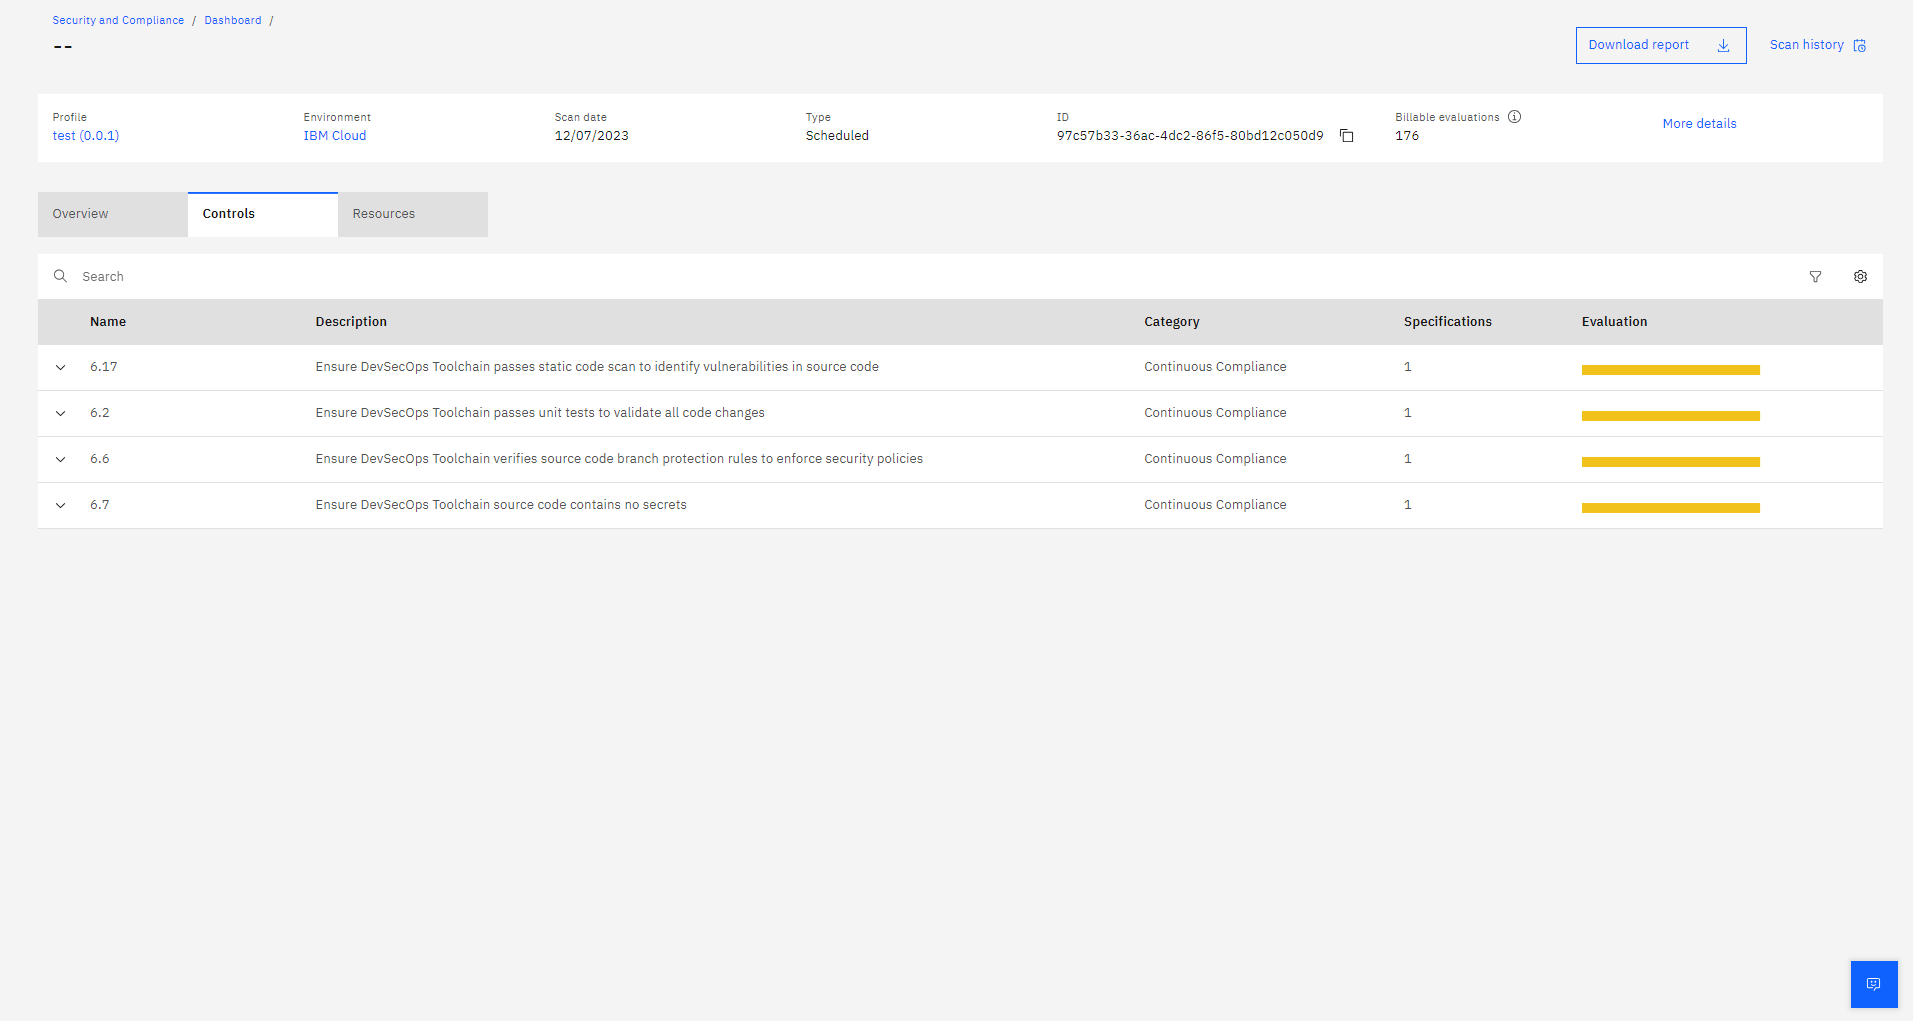 Security and Compliance / Dashboard /
--
Download report
Scan history
Profile
test (0.0.1)
Environment
IBM Cloud
Scan date
12/07/2023
Type
Scheduled
ID
97c57b33-36ac-4dc2-86f5-80bd12c050d9
Billable evaluations
176
More details
Overview
Controls
Resources
Search
Name Description Category Specifications Evaluation
6.17 Ensure DevSecOps Toolchain passes static code scan to identify vulnerabilities in source code Continuous Compliance 1
6.2 Ensure DevSecOps Toolchain passes unit tests to validate all code changes Continuous Compliance 1
6.6 Ensure DevSecOps Toolchain verifies source code branch protection rules to enforce security policies Continuous Compliance 1
6.7 Ensure DevSecOps Toolchain source code contains no secrets Continuous Compliance 1